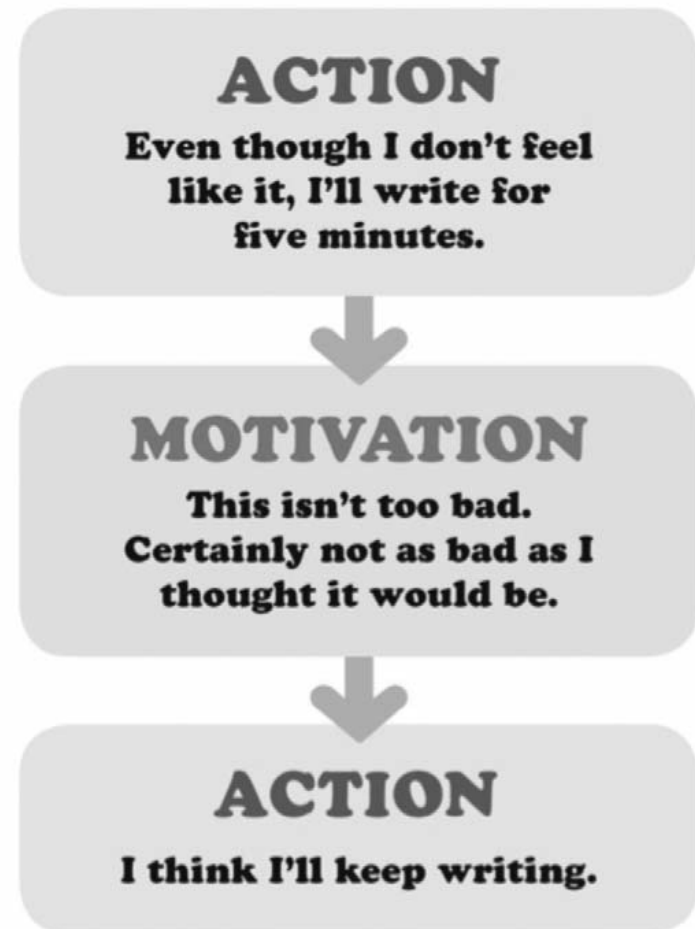 ACTION
Even though I don't feel
like it, I'll write for
five minutes.
MOTIVATION
This isn't too bad.
Certainly not as bad as I
thought it would be.
ACTION
I think I'll keep writing.